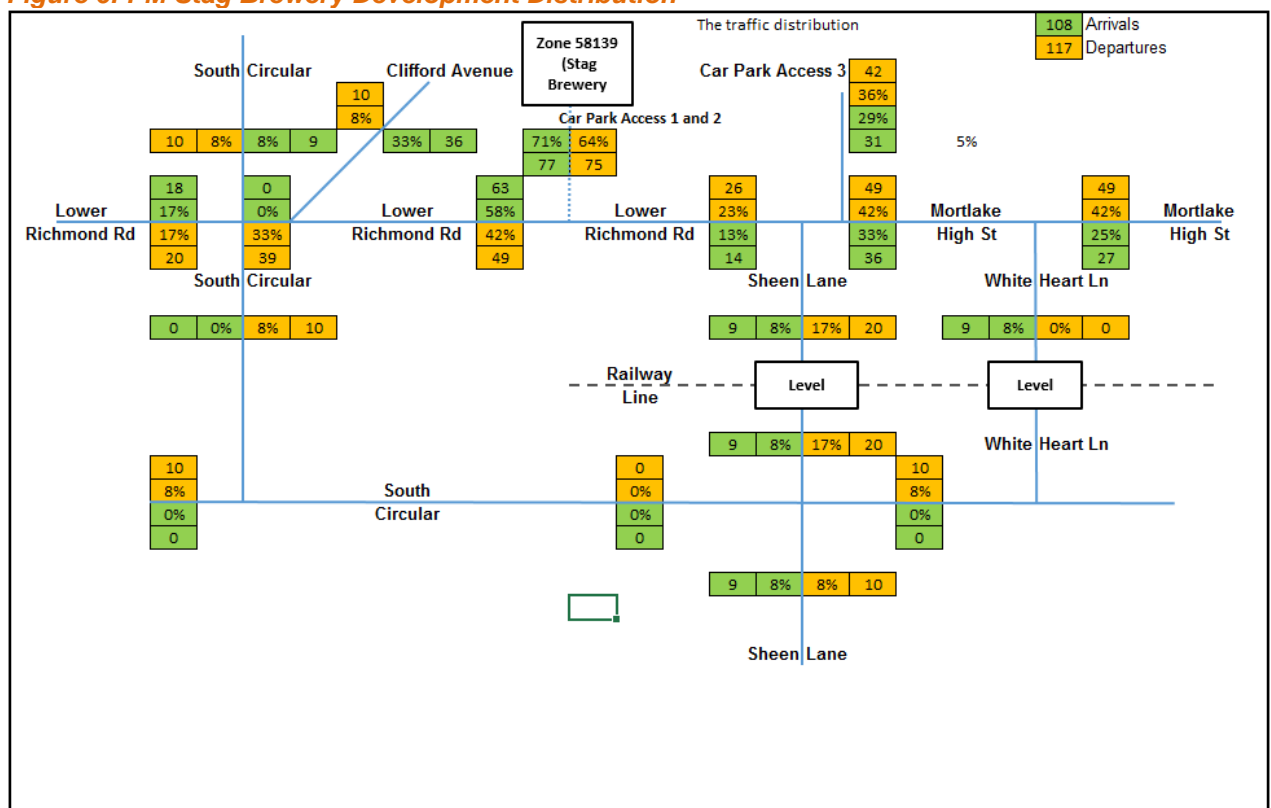 Figure 6: PM Stag Brewery Development Distribution
The traffic distribution
108 Arrivals
117 Departures
Zone 58139
(Stag
Brewery
South Circular
Clifford Avenue
Car Park Access 3
42
36%
29%
31
5%
10
8%
Car Park Access 1 and 2
10 8% 8% 9
33% 36
71% 64%
77 75
18
17%
17%
20
0
0%
33%
39
63
58%
42%
49
26
23%
13%
14
49
42%
33%
36
49
42%
25%
27
Lower
Richmond Rd
Lower
Richmond Rd
Lower
Richmond Rd
Mortlake
High St
Mortlake
High St
South Circular
Sheen Lane
White Heart Ln
0 0% 8% 10
9 8% 17% 20
9 8% 0% 0
Railway
Line
Level
Level
9 8% 17% 20
White Heart Ln
10
8%
0%
0
South
Circular
0
0%
0%
0
10
8%
0%
0
9 8% 8% 10
Sheen Lane